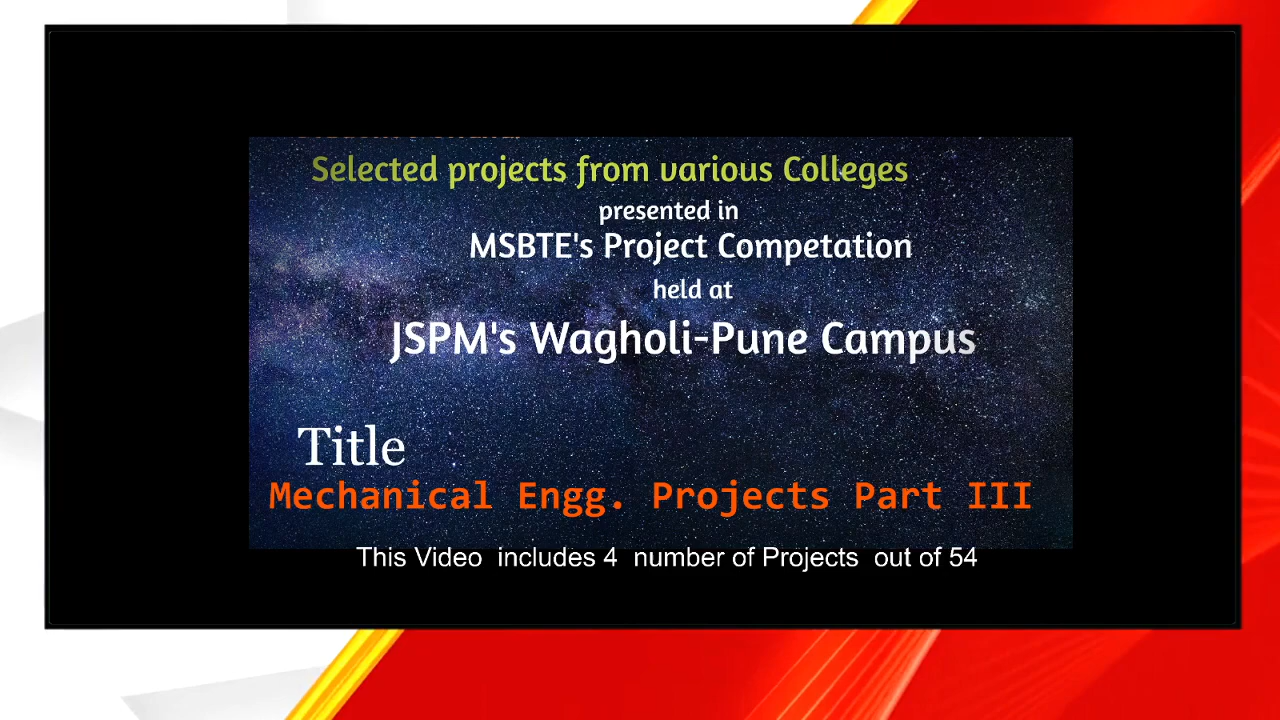 Selected projects from various Colleges
presented in
MSBTE's Project Competation
held at
JSPM's Wagholi-Pune Campus
Title
Mechanical Engg. Projects Part III
This Video includes 4 number of Projects out of 54